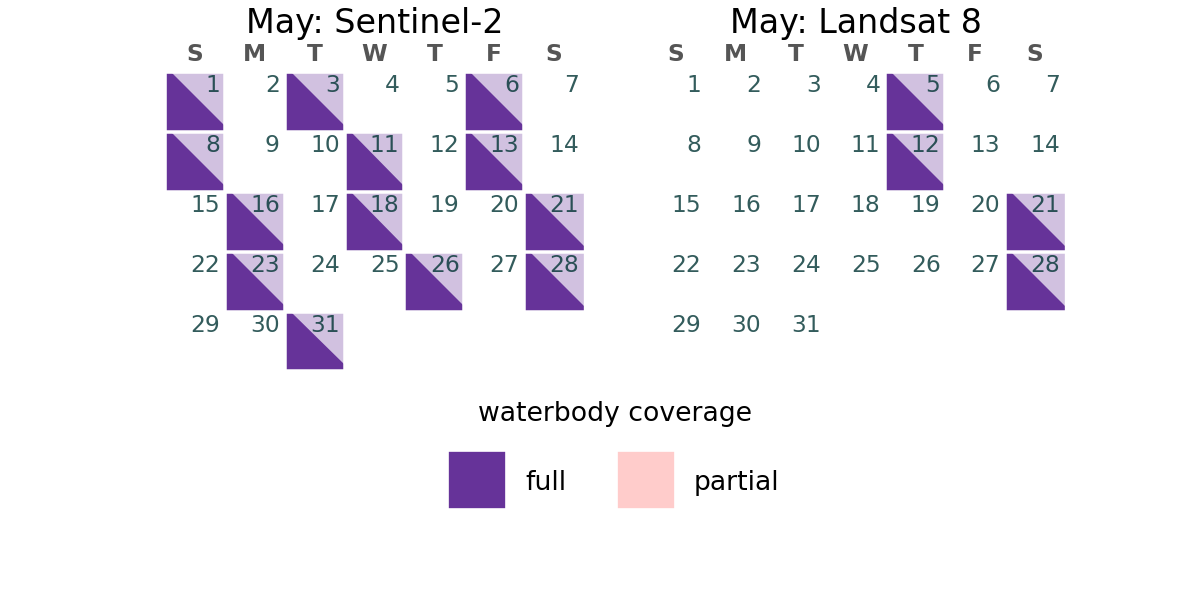 May: Sentinel-2
S M T W T F S
1 2 3 4 5 6 7
8 9 10 11 12 13 14
15 16 17 18 19 20 21
22 23 24 25 26 27 28
29 30 31
May: Landsat 8
S M T W T F S
1 2 3 4 5 6 7
8 9 10 11 12 13 14
15 16 17 18 19 20 21
22 23 24 25 26 27 28
29 30 31
waterbody coverage
full partial